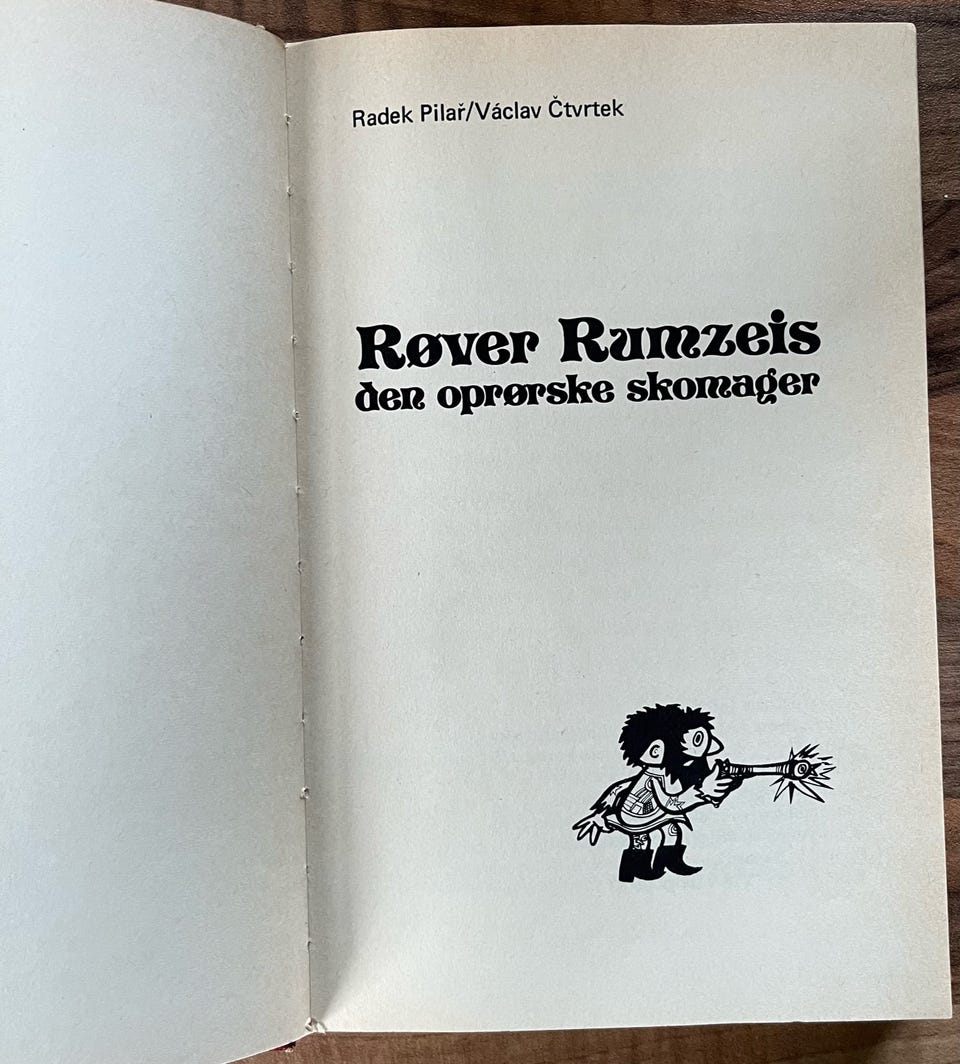 Radek Pilař/Václav Čtvrtek
Røver Rumzeis
den oprørske skomager